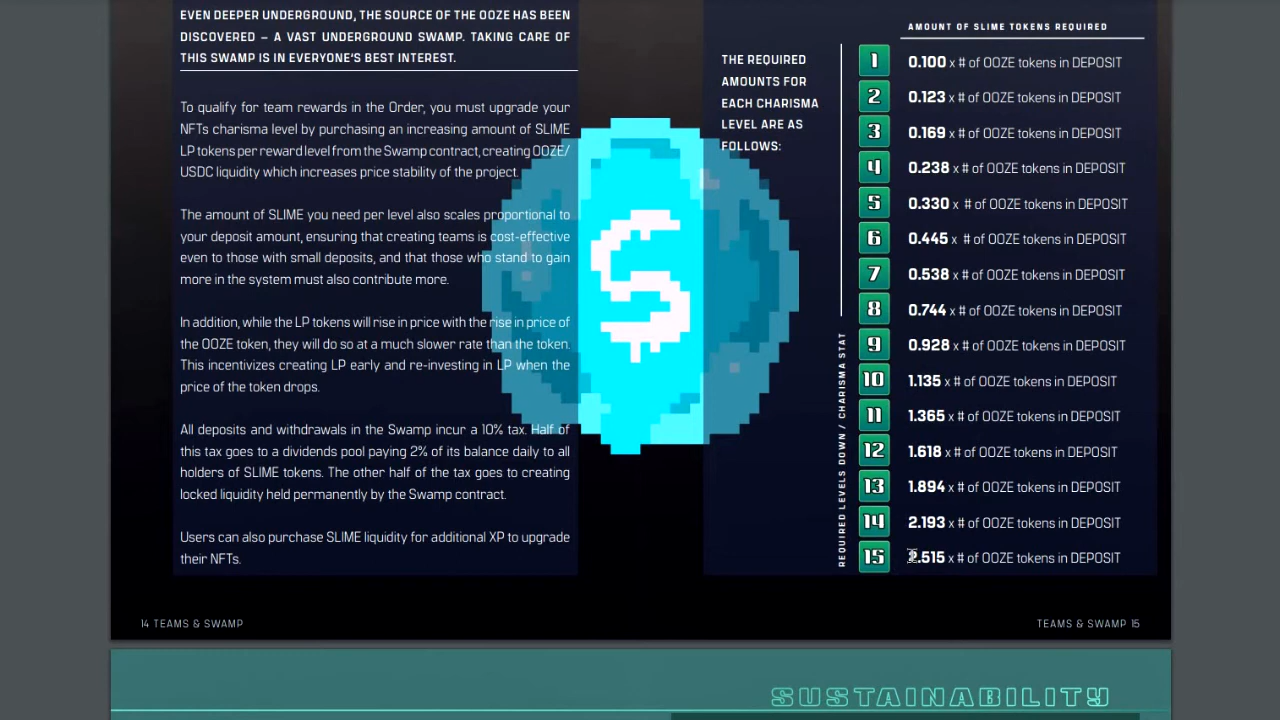 EVEN DEEPER UNDERGROUND, THE SOURCE OF THE OOZE HAS BEEN
DISCOVERED – A VAST UNDERGROUND SWAMP. TAKING CARE OF
THIS SWAMP IS IN EVERYONE'S BEST INTEREST.
To qualify for team rewards in the Order, you must upgrade your
NFTs charisma level by purchasing an increasing amount of SLIME
LP tokens per reward level from the Swamp contract, creating OOZE/
USDC liquidity which increases price stability of the project.
The amount of SLIME you need per level also scales proportional to
your deposit amount, ensuring that creating teams is cost-effective
even to those with small deposits, and that those who stand to gain
more in the system must also contribute more.
In addition, while the LP tokens will rise in price with the rise in price of
the OOZE token, they will do so at a much slower rate than the token.
This incentivizes creating LP early and re-investing in LP when the
price of the token drops.
All deposits and withdrawals in the Swamp incur a 10% tax. Half of
this tax goes to a dividends pool paying 2% of its balance daily to all
holders of SLIME tokens. The other half of the tax goes to creating
locked liquidity held permanently by the Swamp contract.
Users can also purchase SLIME liquidity for additional XP to upgrade
their NFTs.
14 TEAMS & SWAMP
$
THE REQUIRED
AMOUNTS FOR
EACH CHARISMA
LEVEL ARE AS
FOLLOWS:
REQUIRED LEVELS DOWN / CHARISMA STAT
AMOUNT OF SLIME TOKENS REQUIRED
1 0.100 x # of OOZE tokens in DEPOSIT
2 0.123 x # of OOZE tokens in DEPOSIT
3 0.169 x # of OOZE tokens in DEPOSIT
4 0.238 x # of OOZE tokens in DEPOSIT
5 0.330 x # of OOZE tokens in DEPOSIT
6 0.445 x # of OOZE tokens in DEPOSIT
7 0.538 x # of OOZE tokens in DEPOSIT
8 0.744 x # of OOZE tokens in DEPOSIT
9 0.928 x # of OOZE tokens in DEPOSIT
10 1.135 x # of OOZE tokens in DEPOSIT
11 1.365 x # of OOZE tokens in DEPOSIT
12 1.618 x # of OOZE tokens in DEPOSIT
13 1.894 x # of OOZE tokens in DEPOSIT
14 2.193 x # of OOZE tokens in DEPOSIT
15 2.515 x # of OOZE tokens in DEPOSIT
TEAMS & SWAMP 15
SUSTAINABILITY